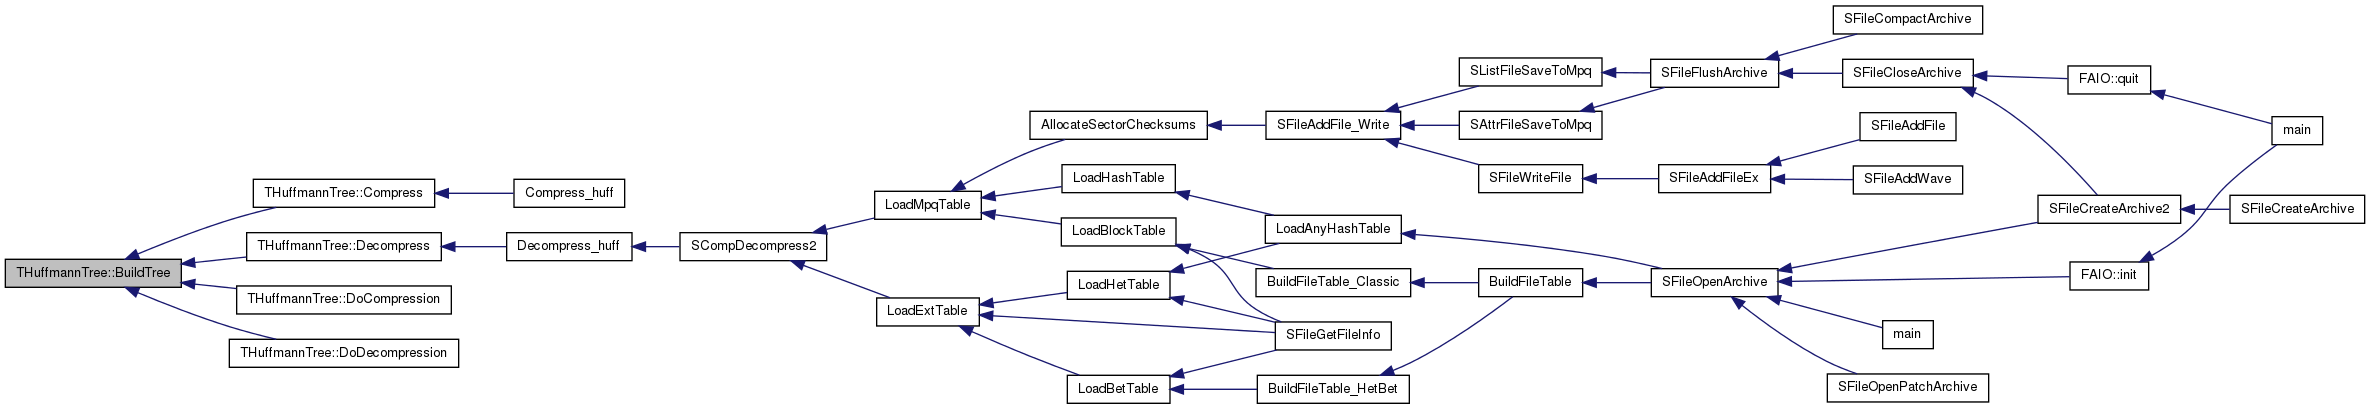 SFileCompactArchive
SListFileSaveToMpq
SFileFlushArchive
SFileCloseArchive
FAIO::quit
AllocateSectorChecksums
SFileAddFile_Write
SAttrFileSaveToMpq
SFileAddFile
main
LoadHashTable
SFileWriteFile
SFileAddFileEx
SFileAddWave
THuffmannTree::Compress
Compress_huff
LoadMpqTable
SFileCreateArchive2
SFileCreateArchive
LoadBlockTable
LoadAnyHashTable
THuffmannTree::Decompress
Decompress_huff
SCompDecompress2
THuffmannTree::BuildTree
LoadHetTable
BuildFileTable_Classic
BuildFileTable
SFileOpenArchive
FAIO::init
THuffmannTree::DoCompression
LoadExtTable
SFileGetFileInfo
main
THuffmannTree::DoDecompression
LoadBetTable
BuildFileTable_HetBet
SFileOpenPatchArchive